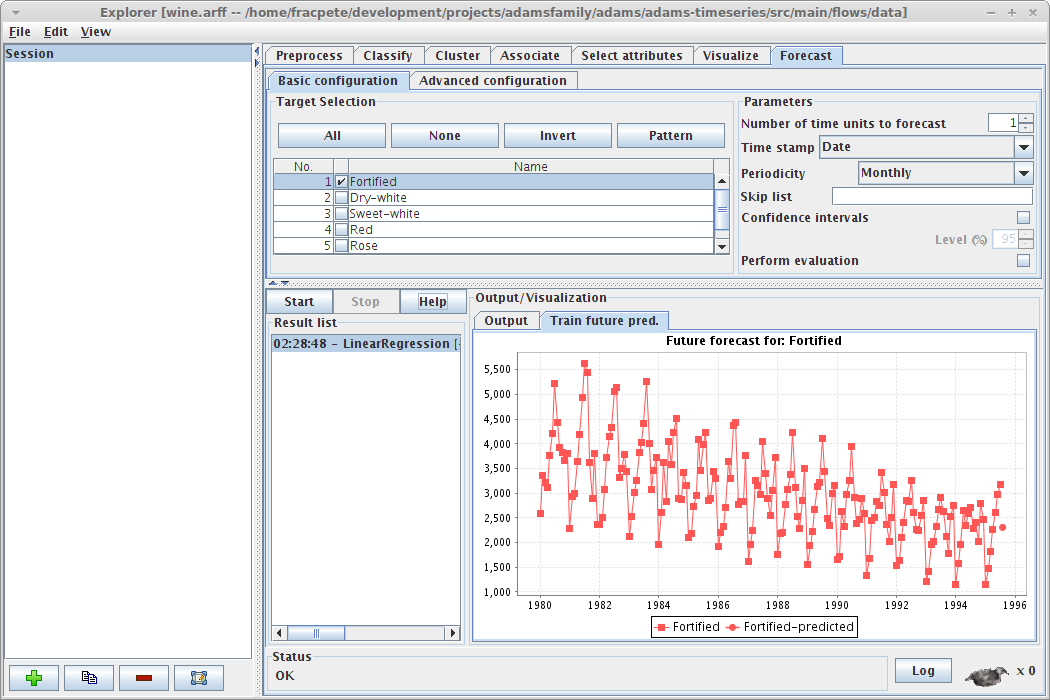 Explorer [wine.arff -- /home/fracpete/development/projects/adamsfamily/adams/adams-timeseries/src/main/flows/data]
File Edit View
Session
Preprocess Classify Cluster Associate Select attributes Visualize Forecast
Basic configuration Advanced configuration
Target Selection
All None Invert Pattern
No. Name
1 Fortified
2 Dry-white
3 Sweet-white
4 Red
5 Rose
Parameters
Number of time units to forecast 1
Time stamp Date
Periodicity Monthly
Skip list
Confidence intervals
Level (%) 95
Perform evaluation
Start Stop Help
Result list
02:28:48 - LinearRegression [
Output/Visualization
Output Train future pred.
Future forecast for: Fortified
5,500
5,000
4,500
4,000
3,500
3,000
2,500
2,000
1,500
1,000
1980 1982 1984 1986 1988 1990 1992 1994 1996
Fortified Fortified-predicted
Status
OK
Log x 0